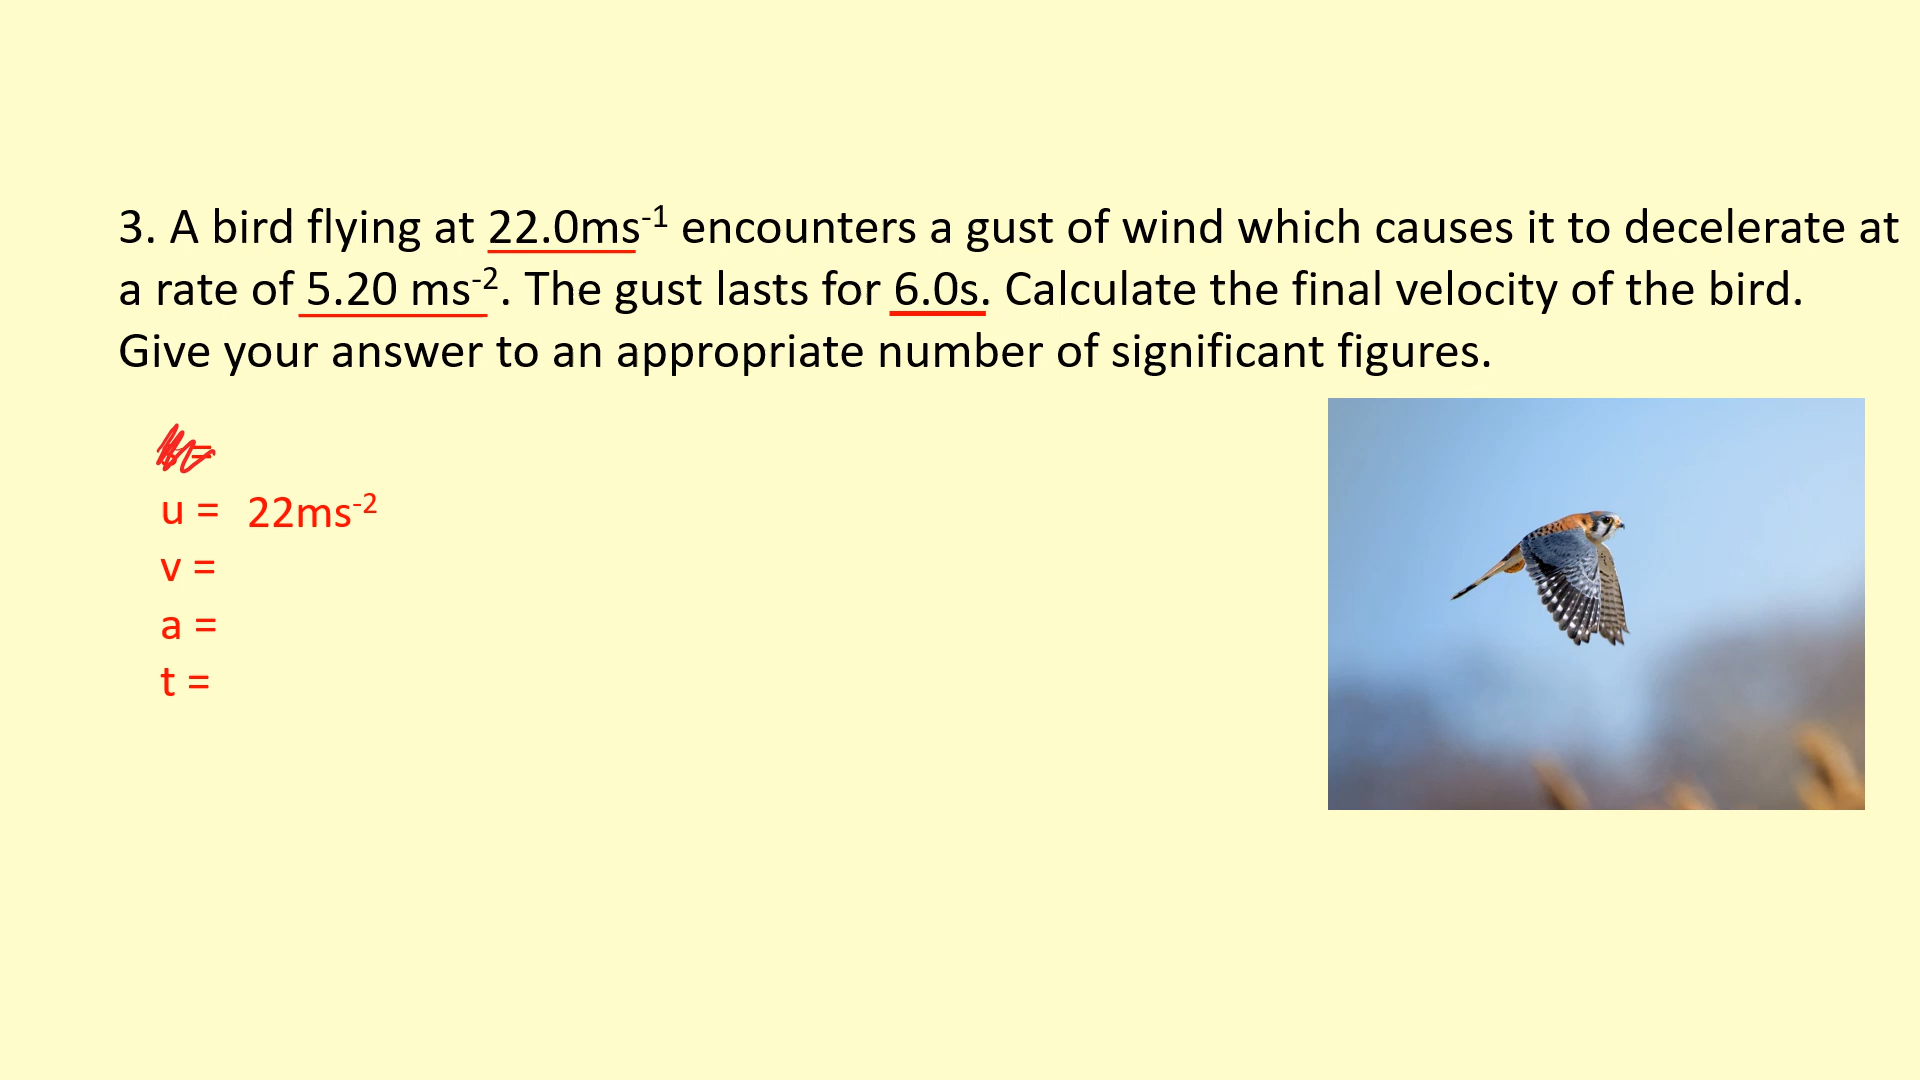 3. A bird flying at 22.0ms⁻¹ encounters a gust of wind which causes it to decelerate at
a rate of 5.20 ms⁻². The gust lasts for 6.0s. Calculate the final velocity of the bird.
Give your answer to an appropriate number of significant figures.
u = 22ms⁻²
v =
a =
t =